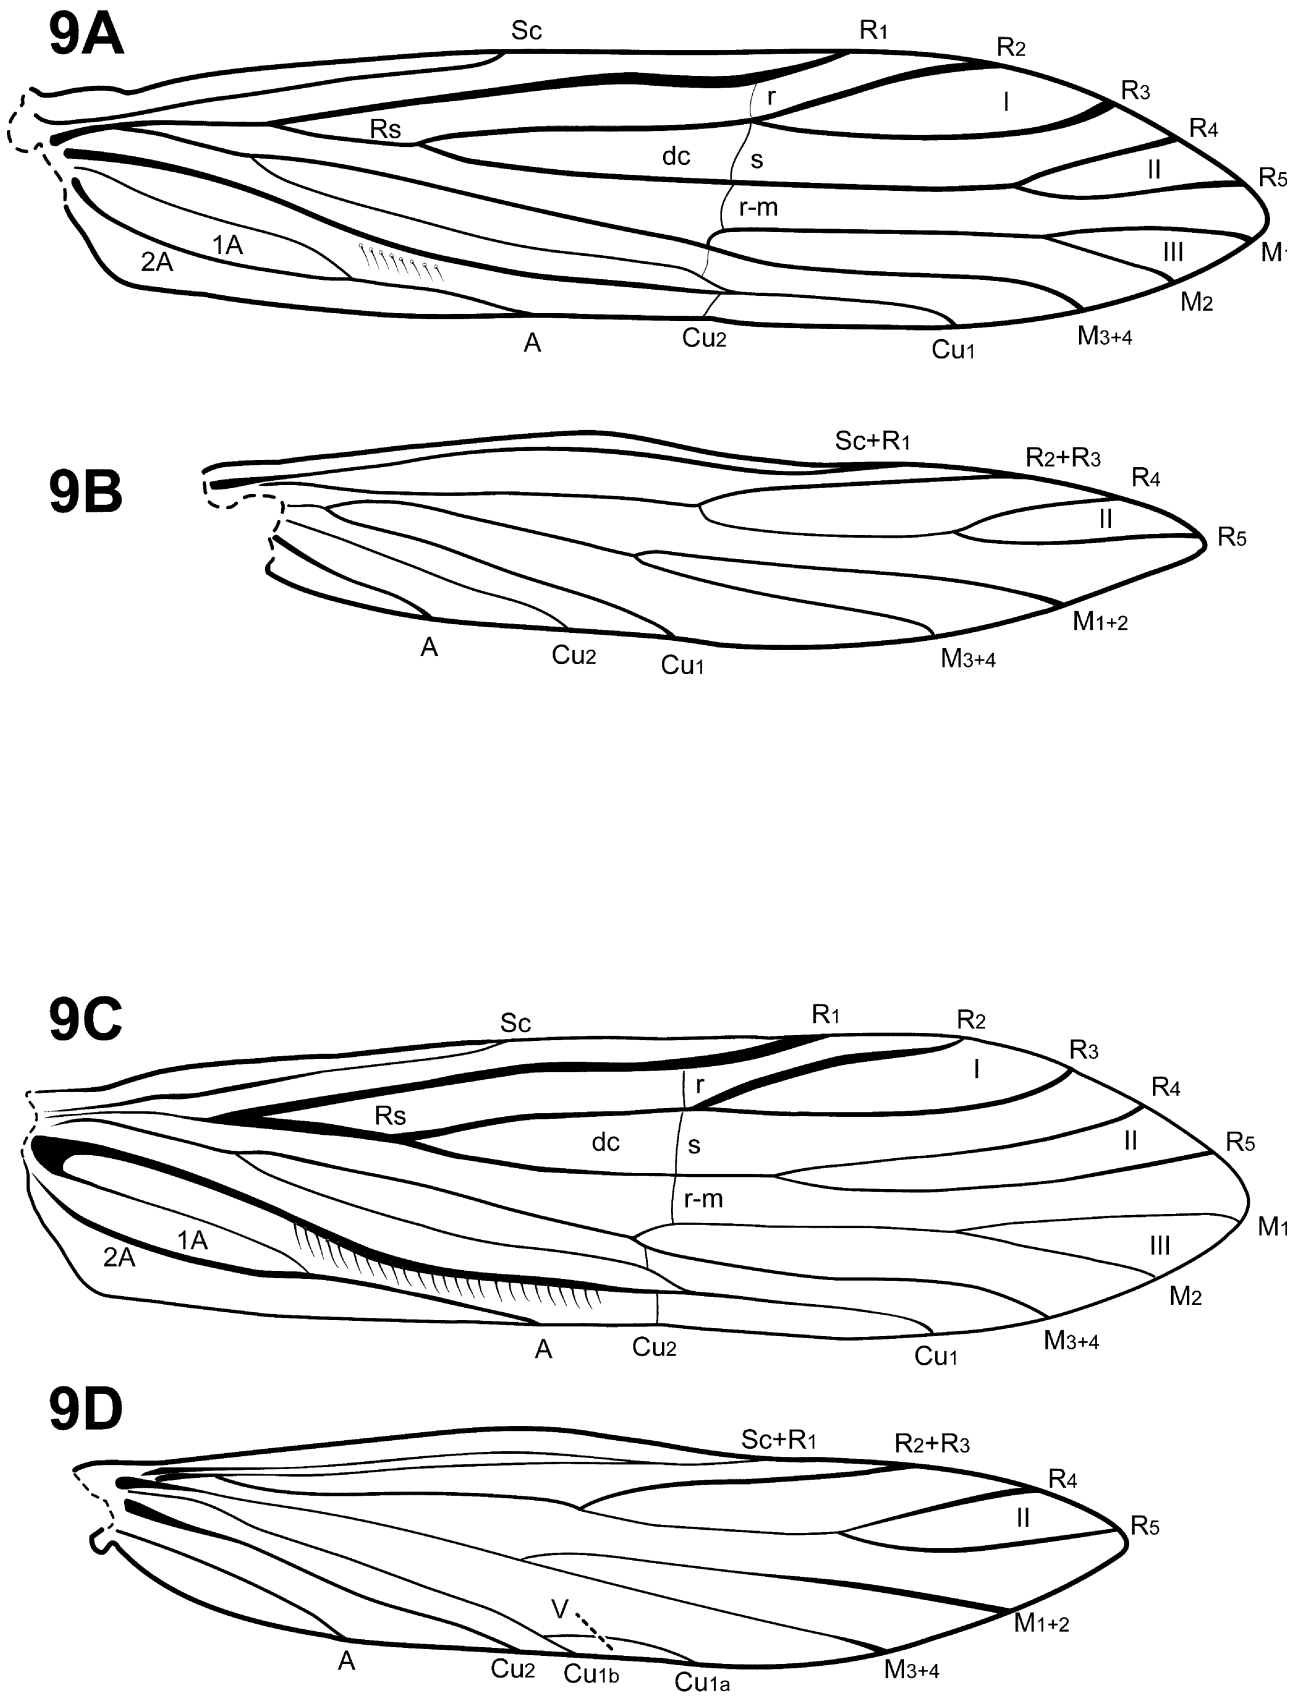 9A
Sc R1 R2
R3
R4
R5
r I
Rs
dc s II
r-m
1A 2A
III
M1
M2
A Cu2 Cu1 M3+4
9B
Sc+R1 R2+R3 R4
II
R5
A Cu2 Cu1 M3+4 M1+2
9C
Sc R1 R2
R3
R4
R5
r I
Rs
dc s II
r-m
1A 2A
III
M1
M2
A Cu2 Cu1 M3+4
9D
Sc+R1 R2+R3
R4
II
R5
V
A Cu2 Cu1b Cu1a M3+4 M1+2